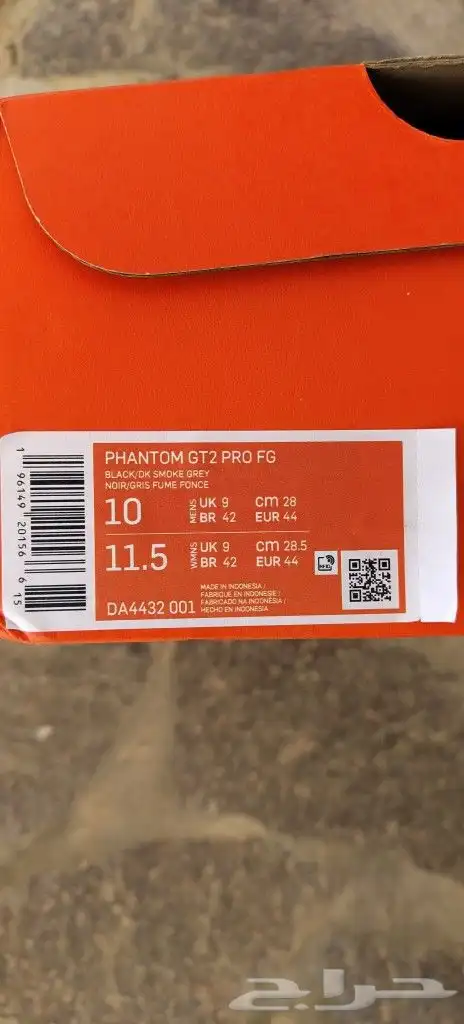 PHANTOM GT2 PRO FG
BLACK/DK SMOKE GREY
NOIR/GRIS FUME FONCE
10 MENS UK 9 cm 28
BR 42 EUR 44
11.5 WMNS UK 9 cm 28.5
BR 42 EUR 44
DA4432 001
MADE IN INDONESIA /
FABRIQUE EN INDONESIE /
FABRICADO NA INDONÉSIA /
HECHO EN INDONESIA
1 96149 20156 6 15
حراج